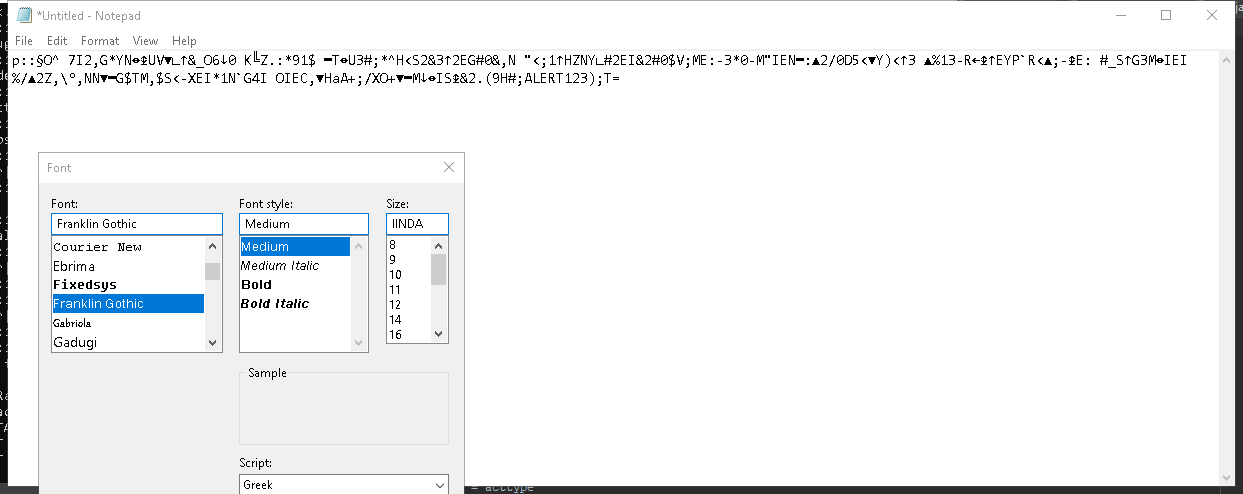 *Untitled - Notepad
File Edit Format View Help
p::§O^ 7I2,G*YN⬌⇭UV▼∟↑&_O6↓0 K╚Z.:*91$ ━T⬌U3#;*^H<S2&3↑2EG#0&,N "<;1↑HZNY∟#2EI&2#0$V;ME:-3*0-M"IEN━:▲2/0D5<▼Y)<↑3 ▲%13-R←⇭↑EYP`R<▲;-⇭E: #_S↑G3M⬌IEI
%/▲2Z,\°,NN▼━G$TM,$S<-XEI*1N`G4I OIEC,▼HaA+;/XO+▼━M↓⬌IS⇭&2.(9H#;ALERT123);T=
Font
Font: Font style: Size:
Franklin Gothic Medium IINDA
Courier New Medium 8
Ebrima Medium Italic 9
Fixedsys Bold 10
Franklin Gothic Bold Italic 11
Gabriola 12
Gadugi 14
16
Sample
Script:
Greek
= acttype